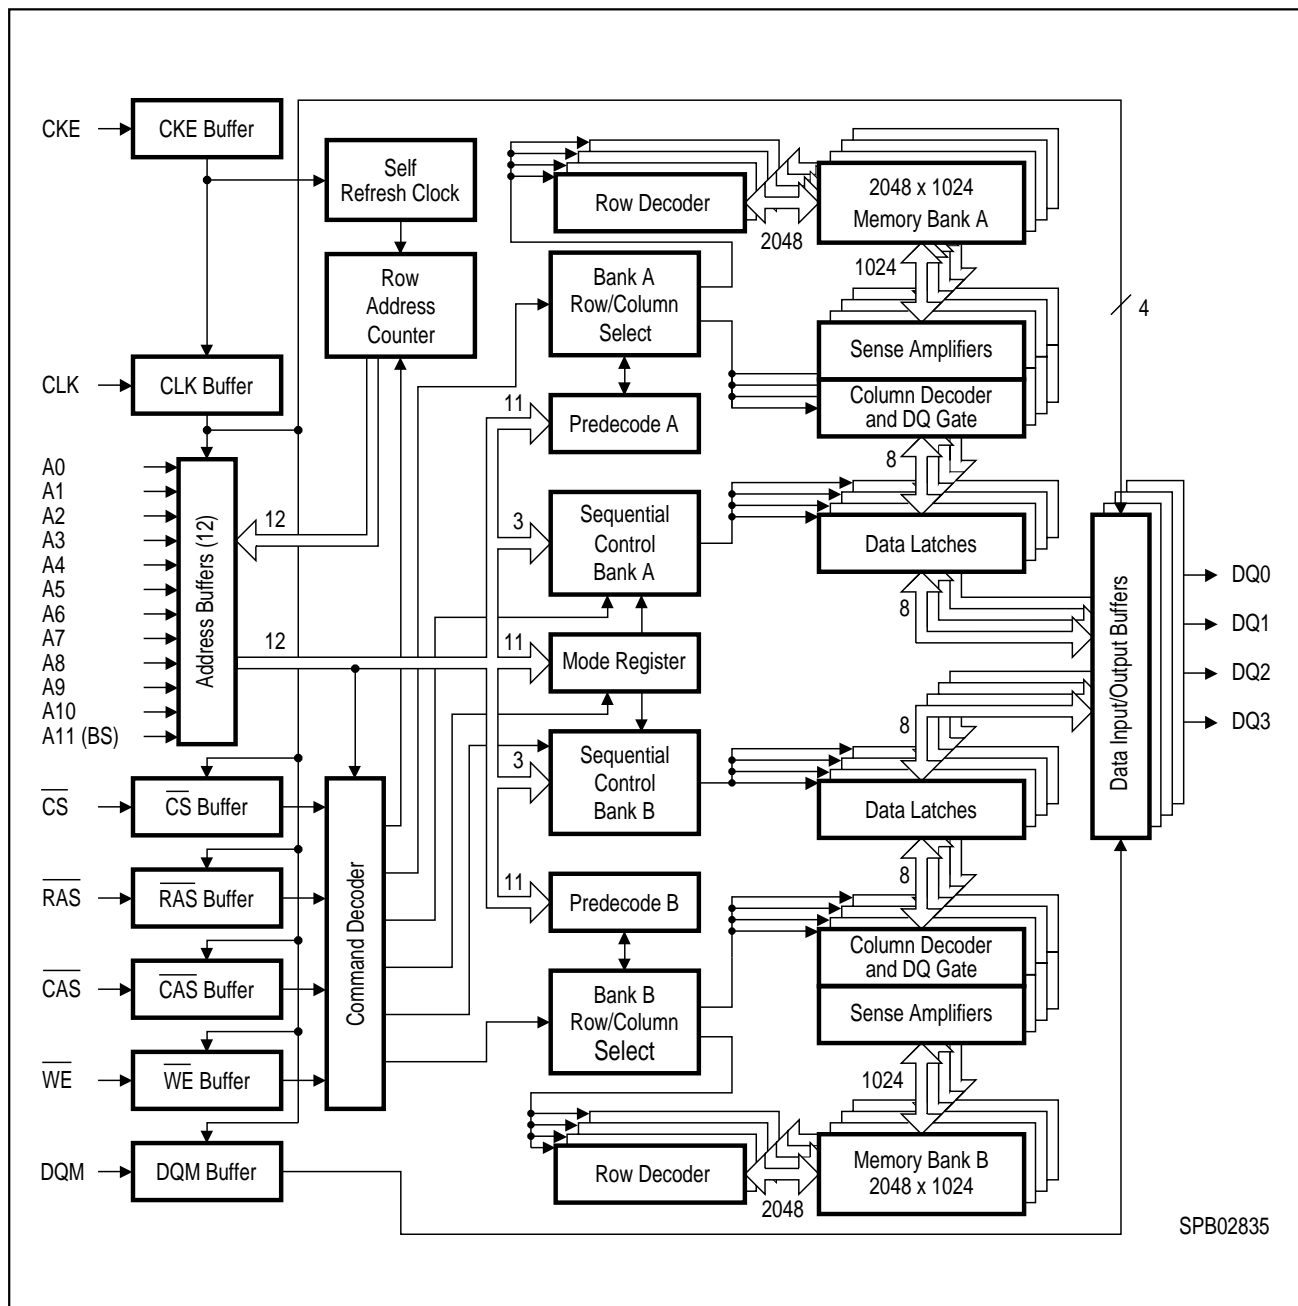 CKE
CKE Buffer
Self
Refresh Clock
Row
Address
Counter
CLK
CLK Buffer
A0
A1
A2
A3
A4
A5
A6
A7
A8
A9
A10
A11 (BS)
Address Buffers (12)
12
12
CS
CS Buffer
RAS
RAS Buffer
CAS
CAS Buffer
WE
WE Buffer
DQM
DQM Buffer
Command Decoder
Row Decoder
2048
2048 x 1024
Memory Bank A
1024
Bank A
Row/Column
Select
Sense Amplifiers
Column Decoder
and DQ Gate
11
Predecode A
8
3
Sequential
Control
Bank A
Data Latches
8
11
Mode Register
8
3
Sequential
Control
Bank B
Data Latches
8
11
Predecode B
Column Decoder
and DQ Gate
Sense Amplifiers
Bank B
Row/Column
Select
1024
Row Decoder
2048
Memory Bank B
2048 x 1024
4
Data Input/Output Buffers
DQ0
DQ1
DQ2
DQ3
SPB02835